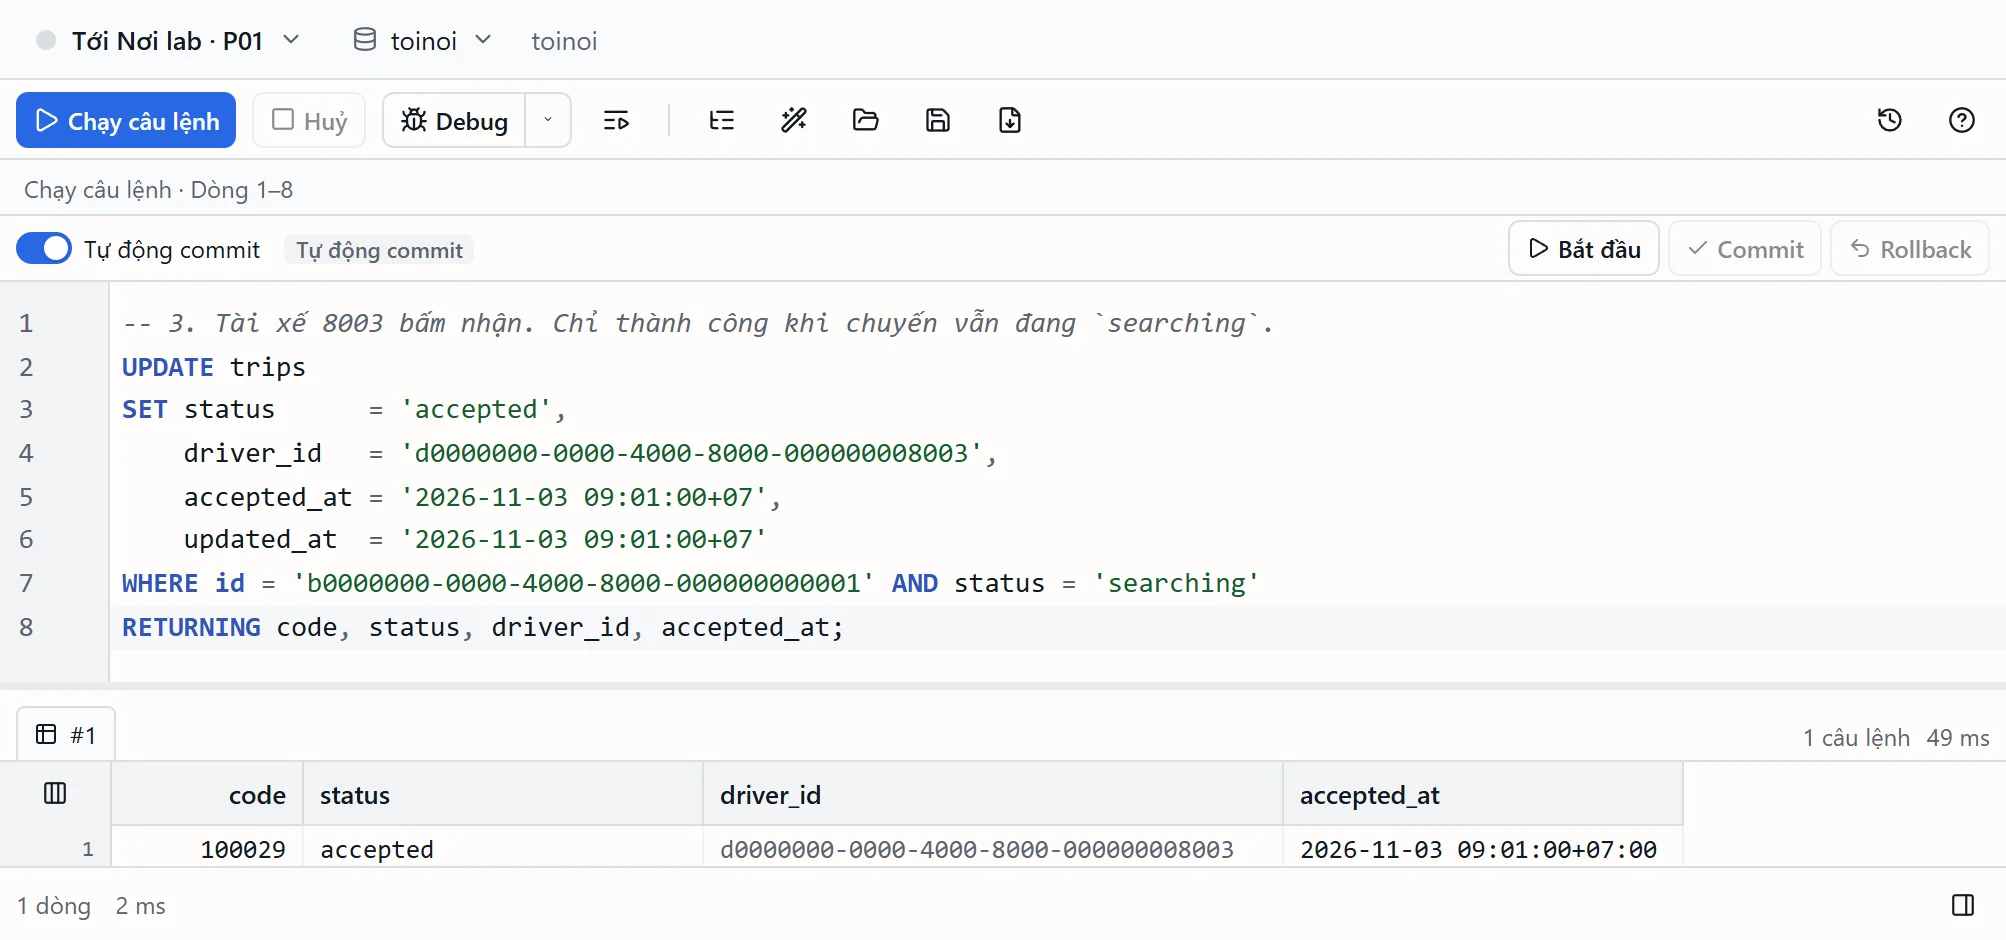 Tới Nơi lab · P01 toinoi toinoi
Chạy câu lệnh Huỷ Debug
Chạy câu lệnh · Dòng 1–8
Tự động commit Tự động commit Bắt đầu Commit Rollback
1 -- 3. Tài xế 8003 bấm nhận. Chỉ thành công khi chuyến vẫn đang `searching`.
2 UPDATE trips
3 SET status = 'accepted',
4 driver_id = 'd0000000-0000-4000-8000-000000008003',
5 accepted_at = '2026-11-03 09:01:00+07',
6 updated_at = '2026-11-03 09:01:00+07'
7 WHERE id = 'b0000000-0000-4000-8000-000000000001' AND status = 'searching'
8 RETURNING code, status, driver_id, accepted_at;
#1 1 câu lệnh 49 ms
code status driver_id accepted_at
1 100029 accepted d0000000-0000-4000-8000-000000008003 2026-11-03 09:01:00+07:00
1 dòng 2 ms